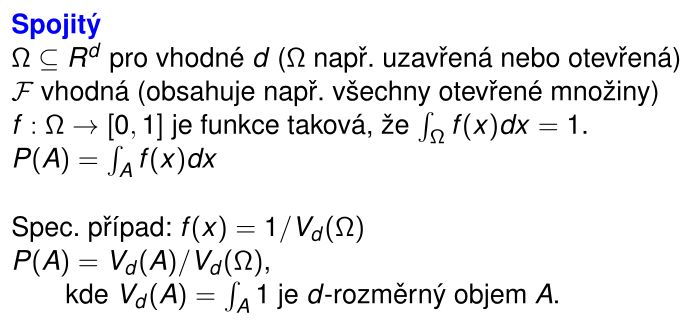 Spojitý
Ω ⊆ R^d pro vhodné d (Ω např. uzavřená nebo otevřená)
ℱ vhodná (obsahuje např. všechny otevřené množiny)
f : Ω → [0, 1] je funkce taková, že ∫_Ω f(x)dx = 1.
P(A) = ∫_A f(x)dx
Spec. případ: f(x) = 1/V_d(Ω)
P(A) = V_d(A)/V_d(Ω),
kde V_d(A) = ∫_A 1 je d-rozměrný objem A.